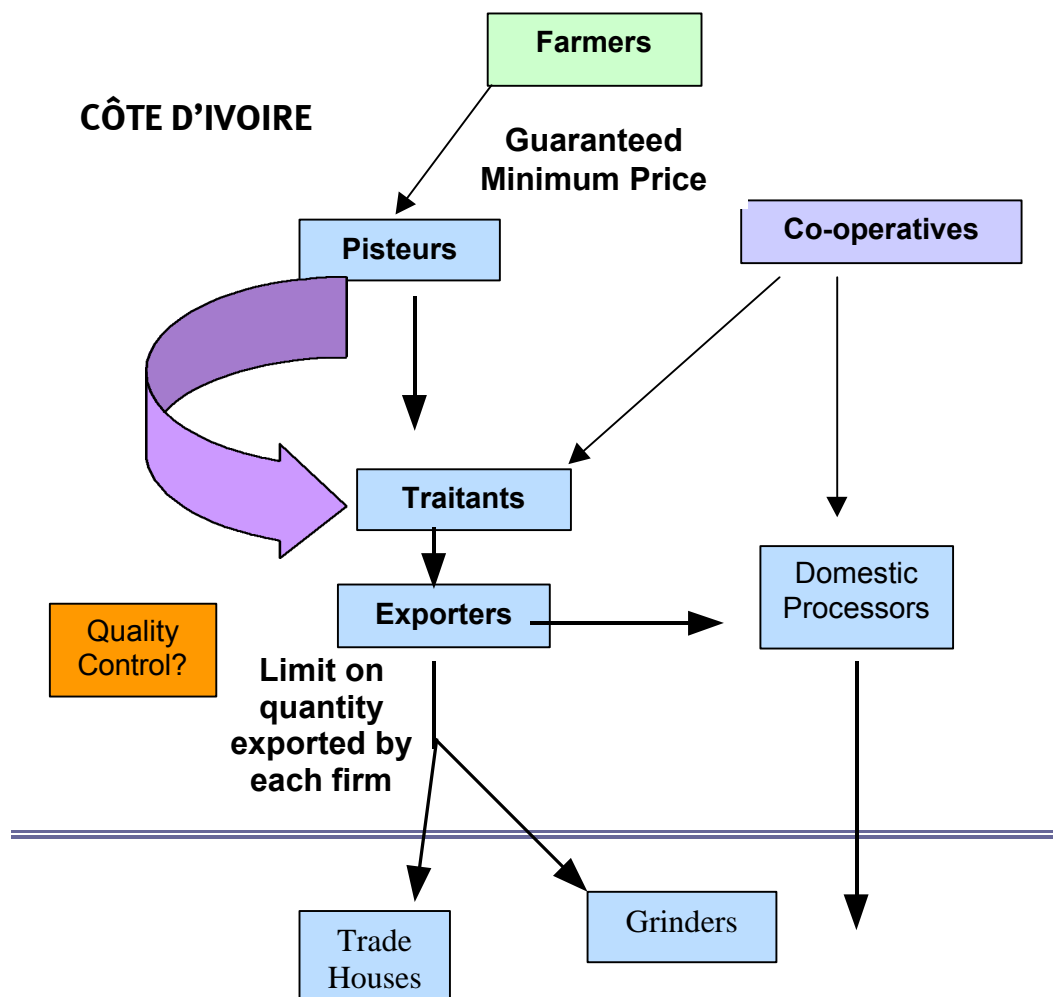 Farmers
CÔTE D’IVOIRE
Guaranteed
Minimum Price
Pisteurs
Co-operatives
Traitants
Domestic
Processors
Exporters
Quality
Control?
Limit on
quantity
exported by
each firm
Grinders
Trade
Houses